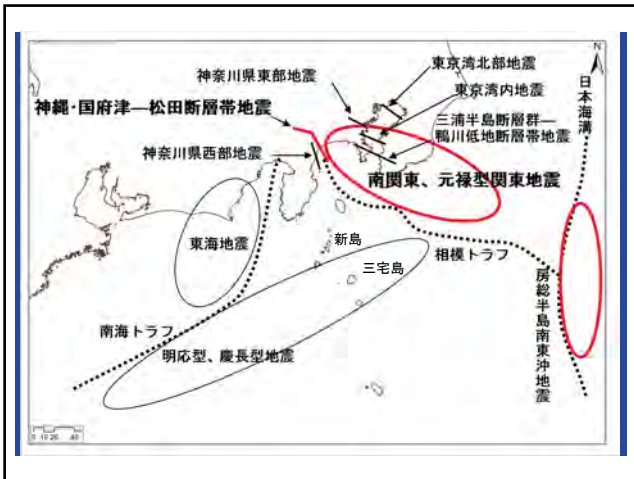 神奈川県東部地震
東京湾北部地震
東京湾内地震
神縄・国府津―松田断層帯地震
三浦半島断層群―
鴨川低地断層帯地震
神奈川県西部地震
南関東、元禄型関東地震
N
日本海溝
東海地震
新島
三宅島
相模トラフ
南海トラフ
明応型、慶長型地震
房総半島南東沖地震
0 10 20 40